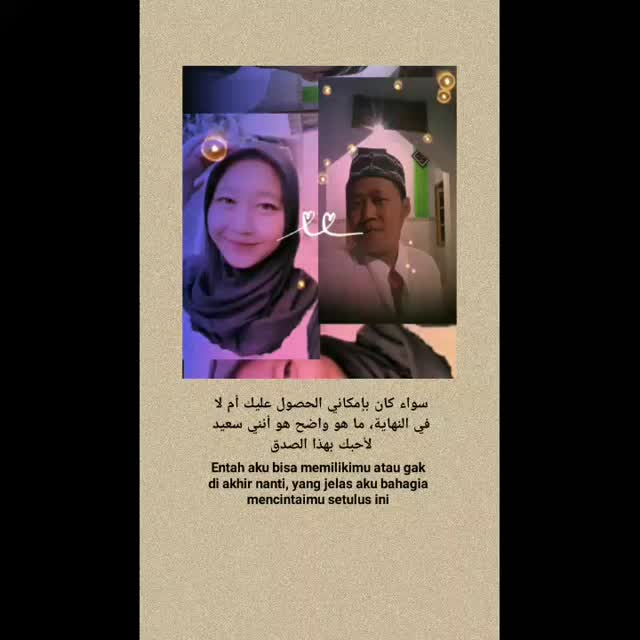 سواء كان بإمكاني الحصول عليك أم لا
في النهاية، ما هو واضح هو أنني سعيد
لأحبك بهذا الصدق
Entah aku bisa memilikimu atau gak
di akhir nanti, yang jelas aku bahagia
mencintaimu setulus ini